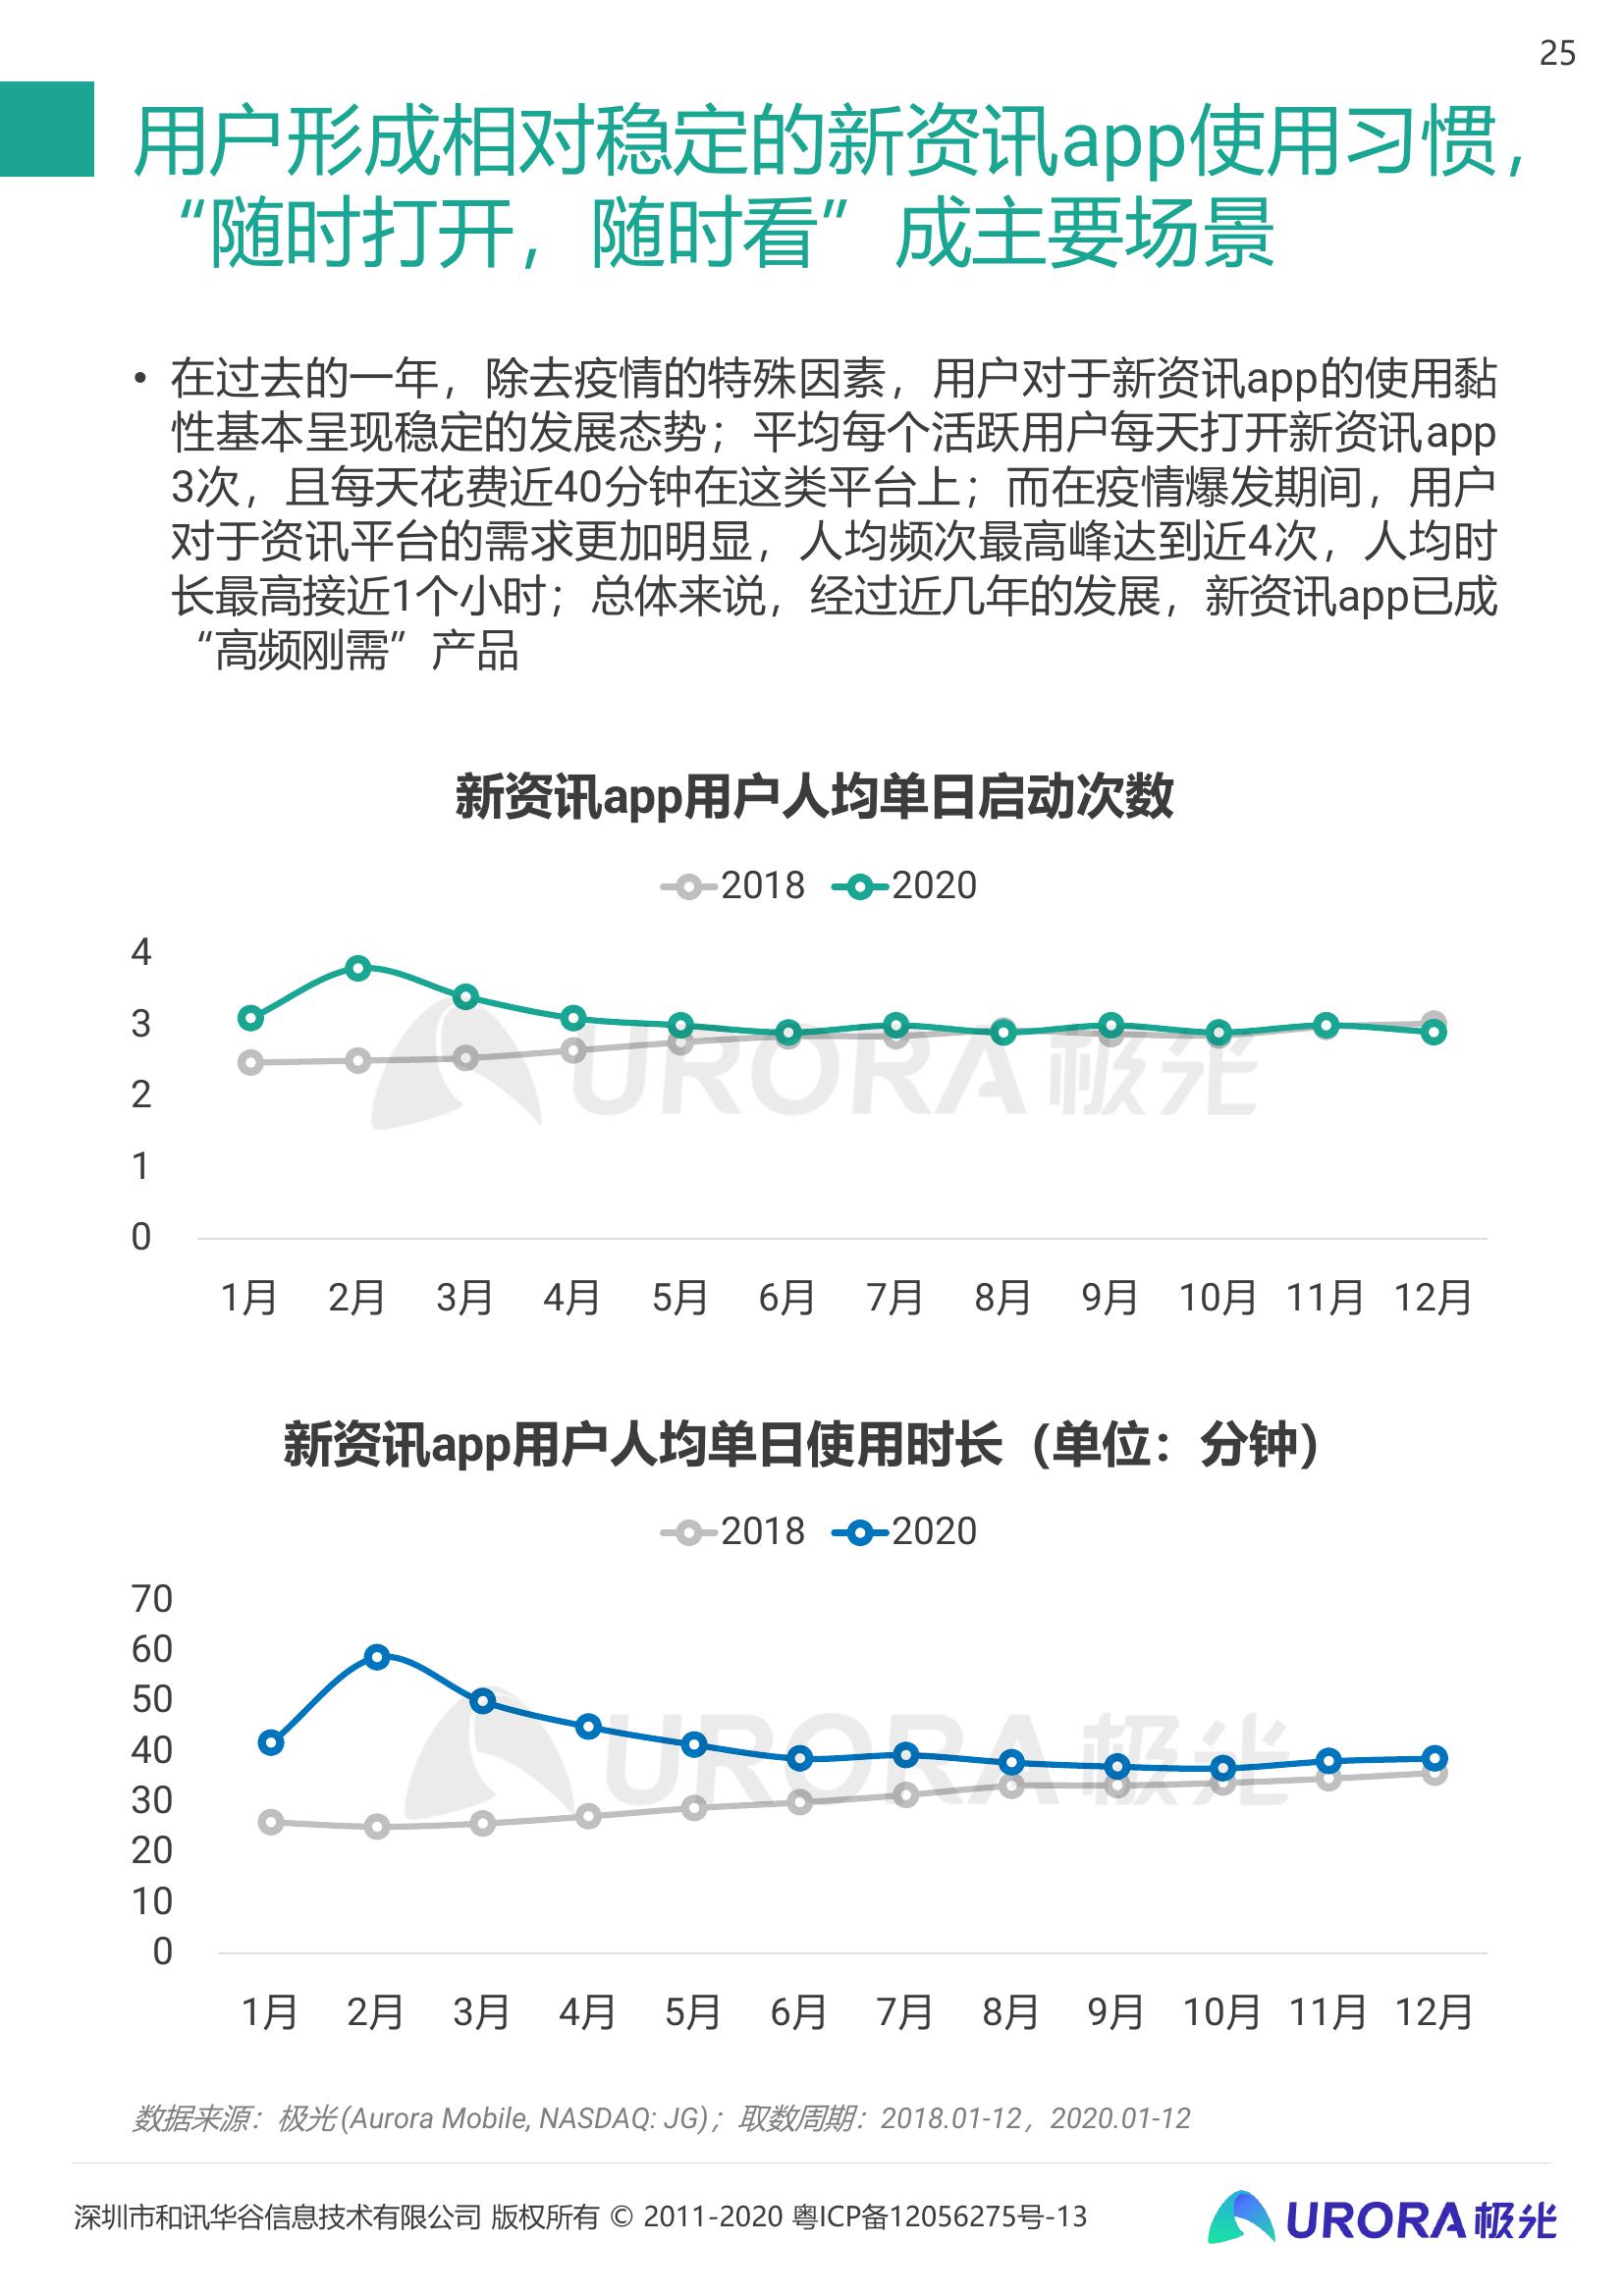 25
用户形成相对稳定的新资讯app使用习惯，
“随时打开，随时看”成主要场景
• 在过去的一年，除去疫情的特殊因素，用户对于新资讯app的使用黏
性基本呈现稳定的发展态势；平均每个活跃用户每天打开新资讯app
3次，且每天花费近40分钟在这类平台上；而在疫情爆发期间，用户
对于资讯平台的需求更加明显，人均频次最高峰达到近4次，人均时
长最高接近1个小时；总体来说，经过近几年的发展，新资讯app已成
“高频刚需”产品
新资讯app用户人均单日启动次数
2018 2020
4
3
2
1
0
URORA极光
1月 2月 3月 4月 5月 6月 7月 8月 9月 10月 11月 12月
新资讯app用户人均单日使用时长（单位：分钟）
2018 2020
70
60
50
40
30
20
10
0
URORA极光
1月 2月 3月 4月 5月 6月 7月 8月 9月 10月 11月 12月
数据来源：极光(Aurora Mobile, NASDAQ: JG)；取数周期：2018.01-12，2020.01-12
深圳市和讯华谷信息技术有限公司 版权所有 © 2011-2020 粤ICP备12056275号-13
URORA极光